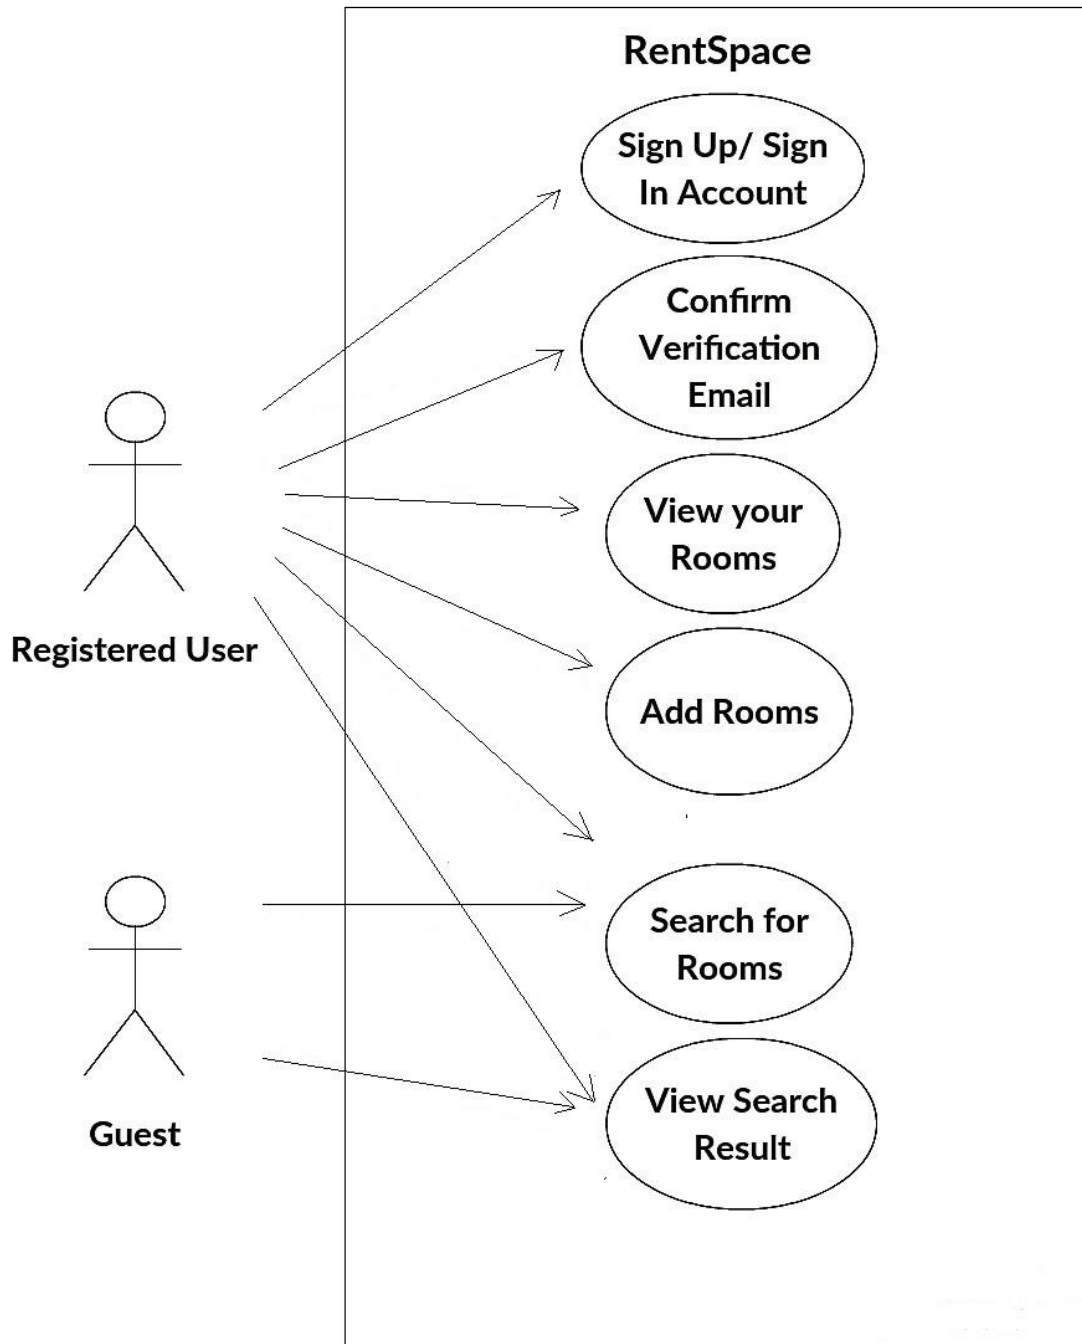 RentSpace
Sign Up/ Sign
In Account
Confirm
Verification
Email
View your
Rooms
Registered User
Add Rooms
Search for
Rooms
View Search
Result
Guest